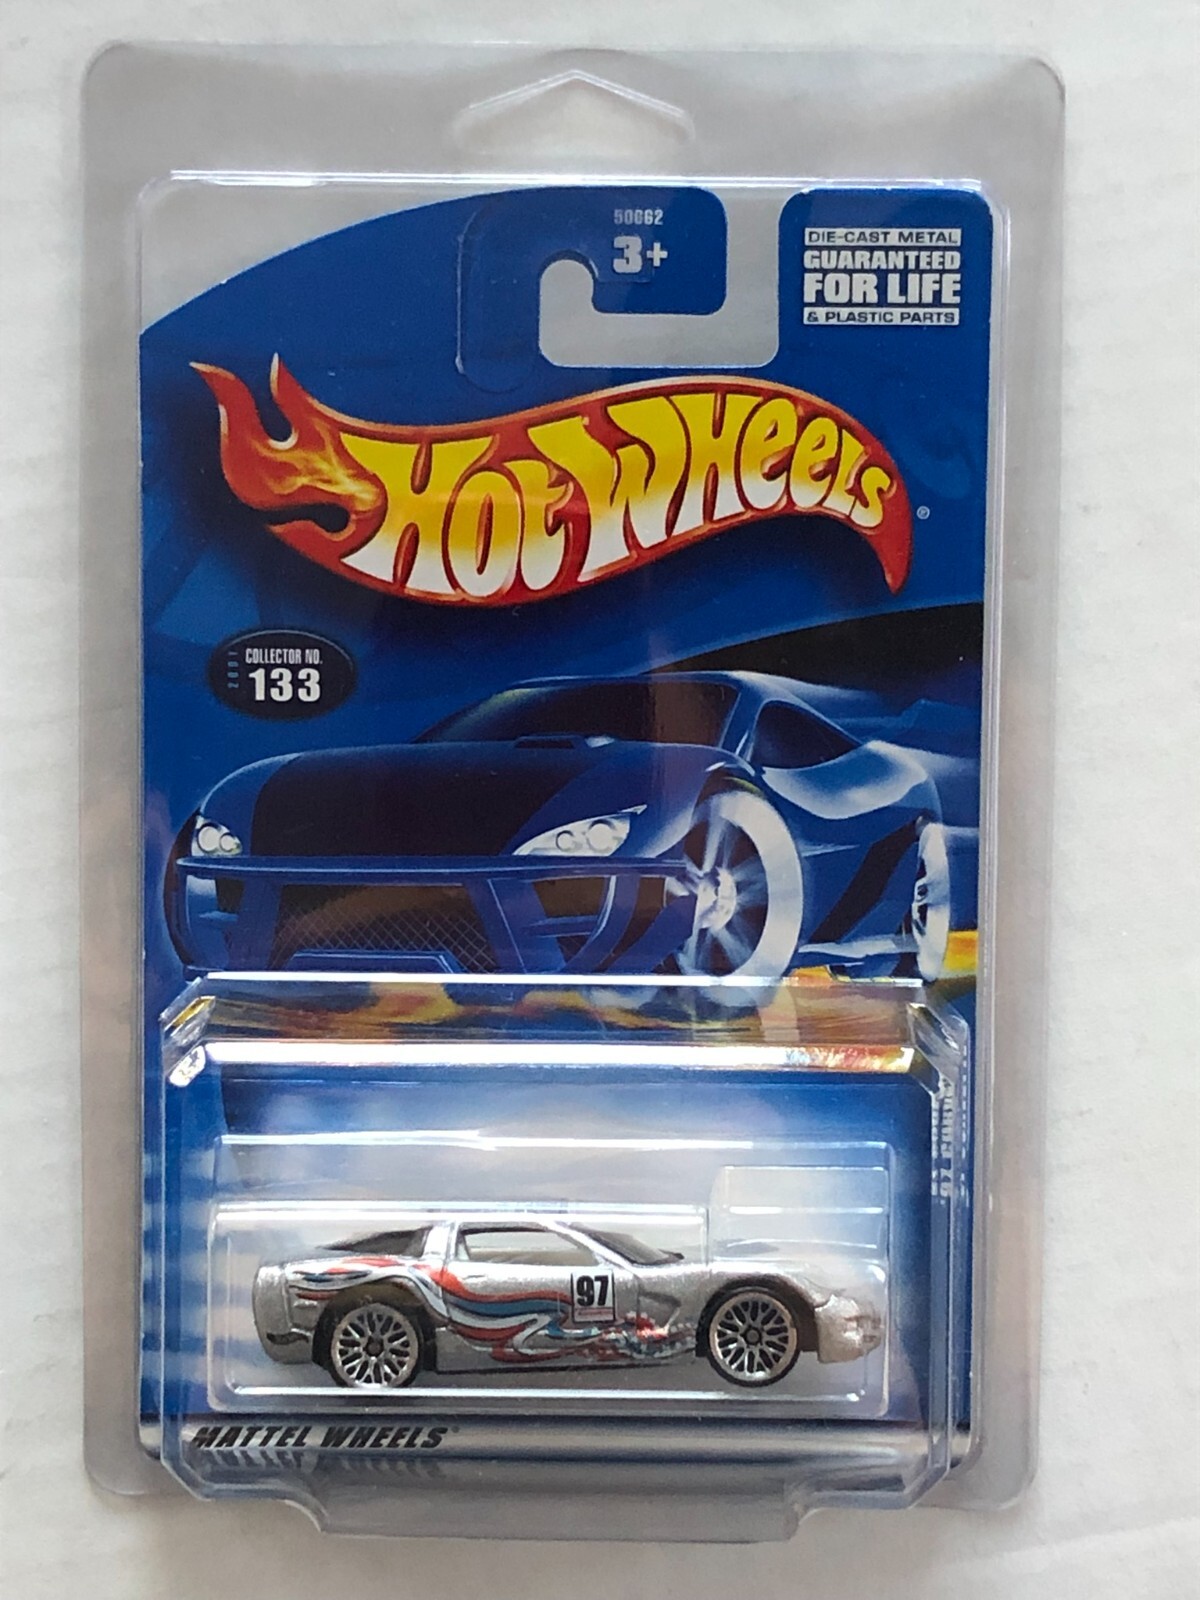 50662
3+
DIE-CAST METAL
GUARANTEED
FOR LIFE
& PLASTIC PARTS
HOT WHEELS®
2001
COLLECTOR NO.
133
97
MATTEL WHEELS